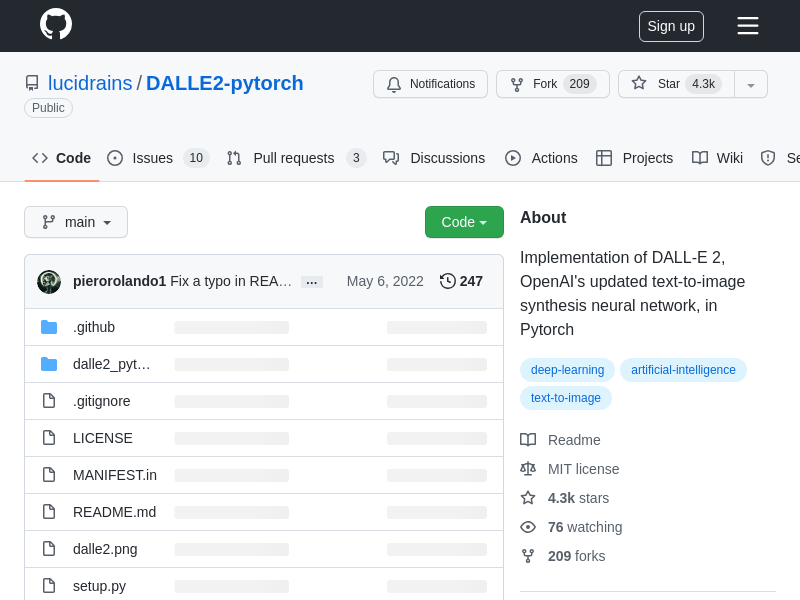 Sign up
lucidrains / DALLE2-pytorch
Public
Notifications
Fork 209
Star 4.3k
Code
Issues 10
Pull requests 3
Discussions
Actions
Projects
Wiki
Se
main
Code
pierorolando1 Fix a typo in REA… … May 6, 2022 247
.github
dalle2_pyt…
.gitignore
LICENSE
MANIFEST.in
README.md
dalle2.png
setup.py
About
Implementation of DALL-E 2,
OpenAI's updated text-to-image
synthesis neural network, in
Pytorch
deep-learning artificial-intelligence
text-to-image
Readme
MIT license
4.3k stars
76 watching
209 forks